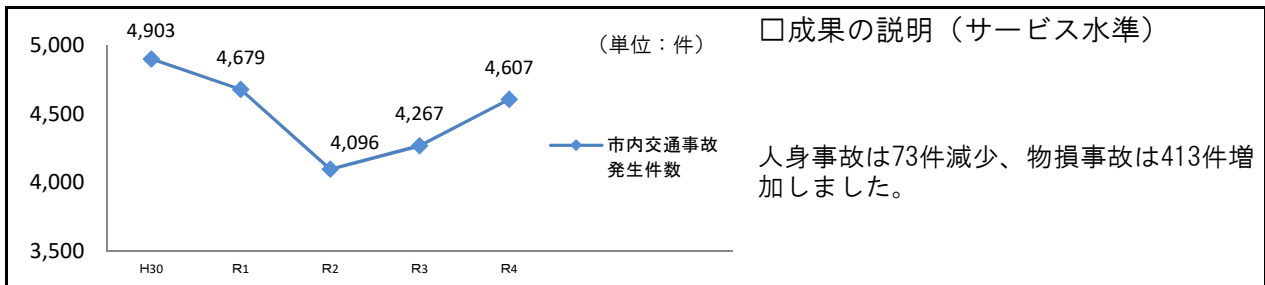 4,903
5,000
4,679
(単位：件)
4,607
4,500
4,267
4,096
市内交通事故
発生件数
4,000
3,500
H30
R1
R2
R3
R4
□成果の説明（サービス水準）
人身事故は73件減少、物損事故は413件増
加しました。